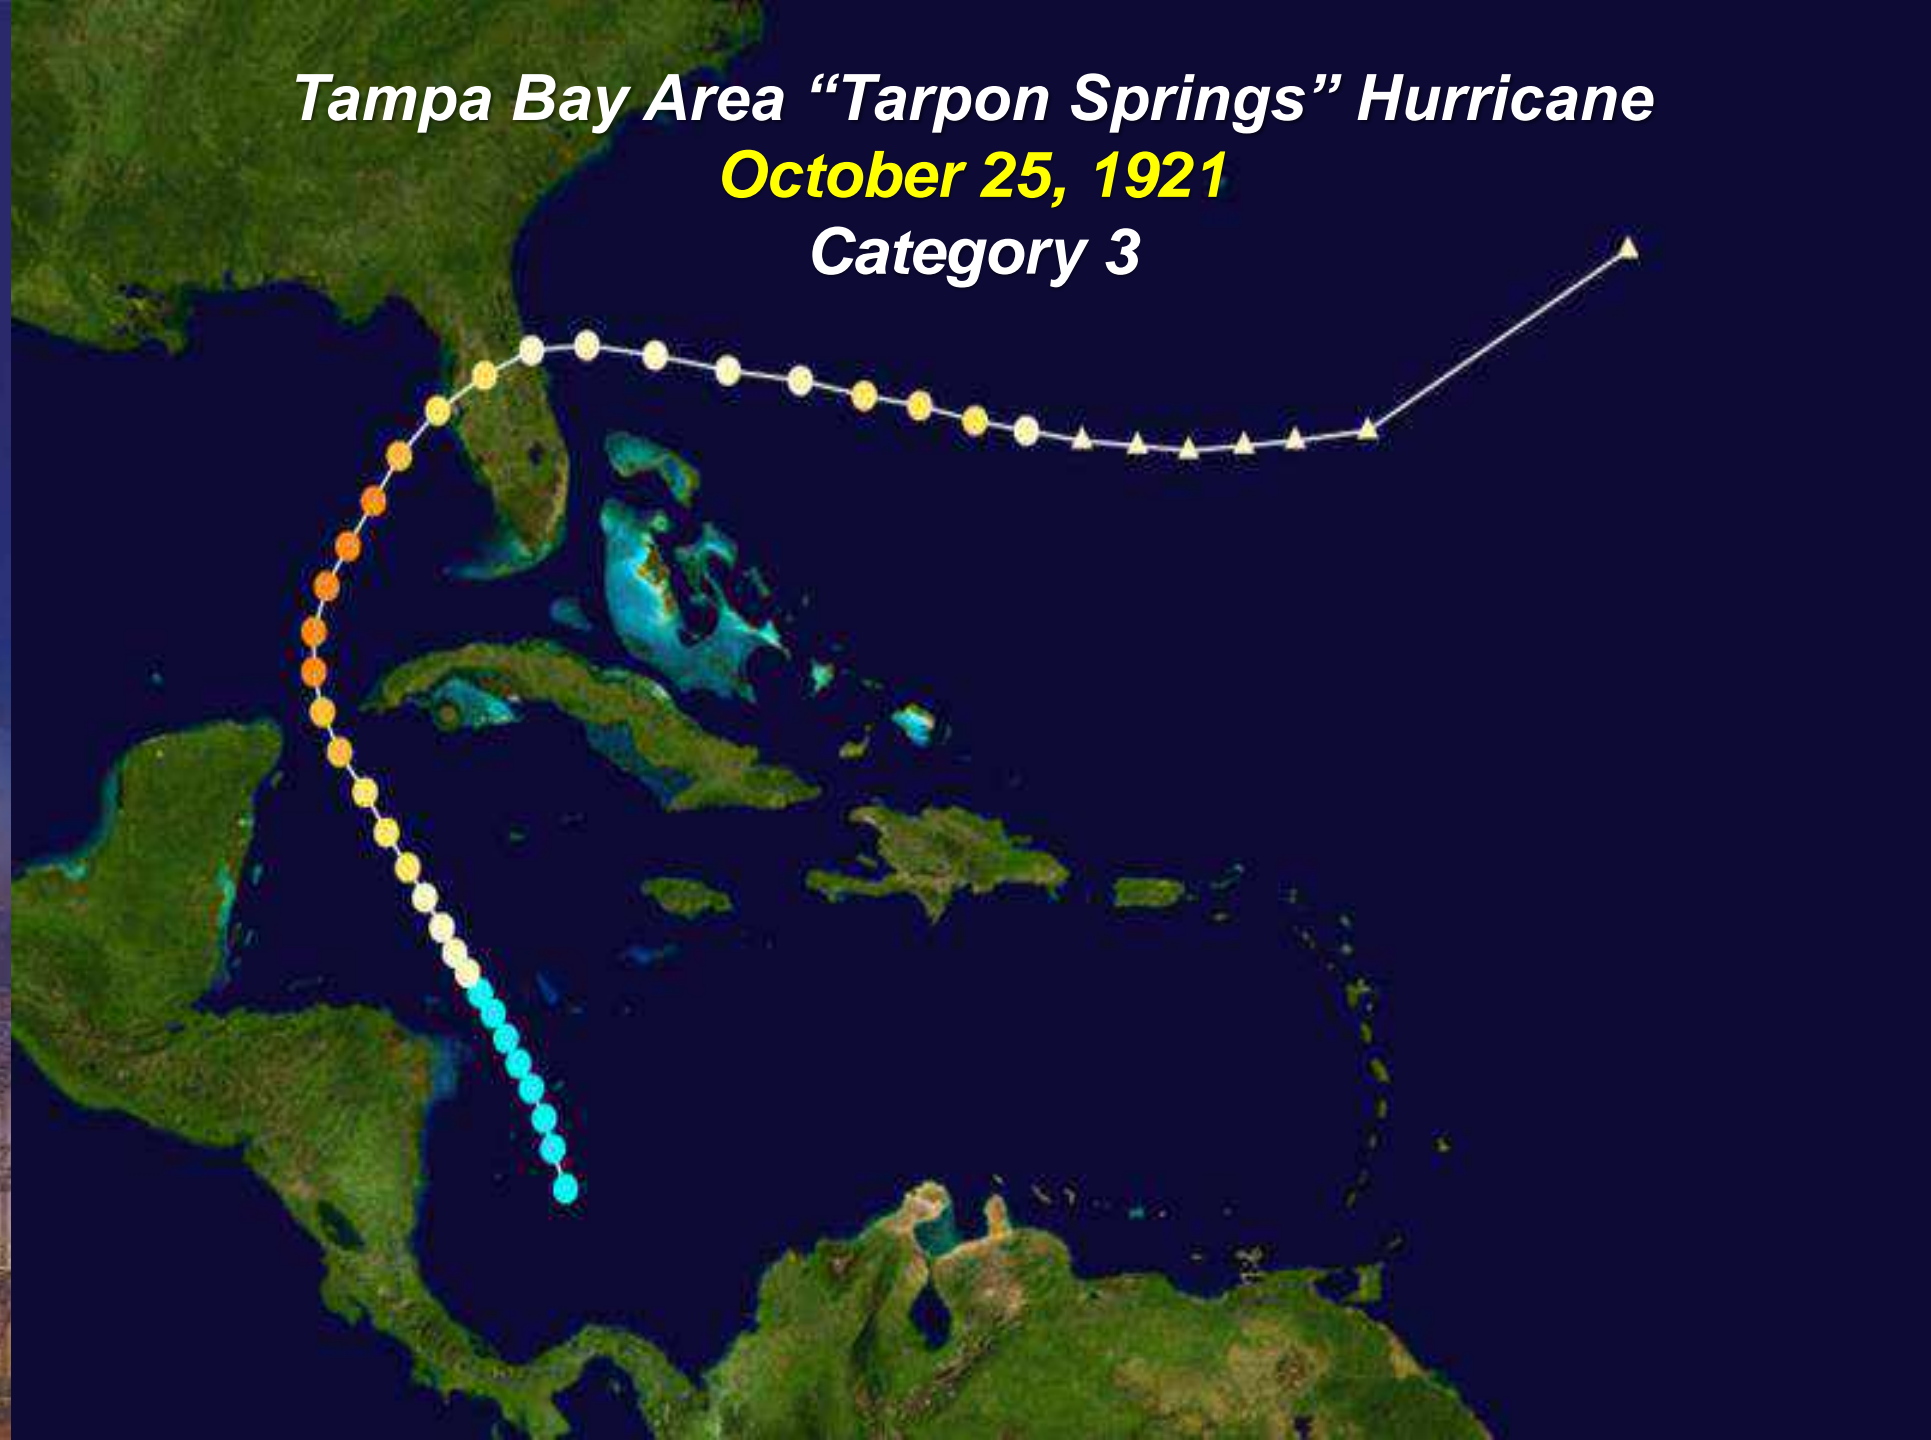 Tampa Bay Area “Tarpon Springs” Hurricane
October 25, 1921
Category 3